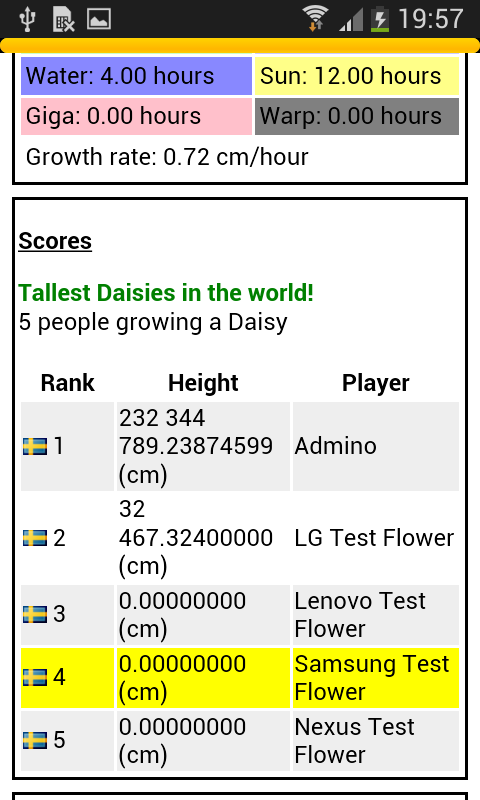 19:57
Water: 4.00 hours
Sun: 12.00 hours
Giga: 0.00 hours
Warp: 0.00 hours
Growth rate: 0.72 cm/hour
Scores
Tallest Daisies in the world!
5 people growing a Daisy
Rank Height Player
1
232 344
789.23874599
(cm)
Admino
2
32
467.32400000
(cm)
LG Test Flower
3
0.00000000
(cm)
Lenovo Test
Flower
4
0.00000000
(cm)
Samsung Test
Flower
5
0.00000000
(cm)
Nexus Test
Flower